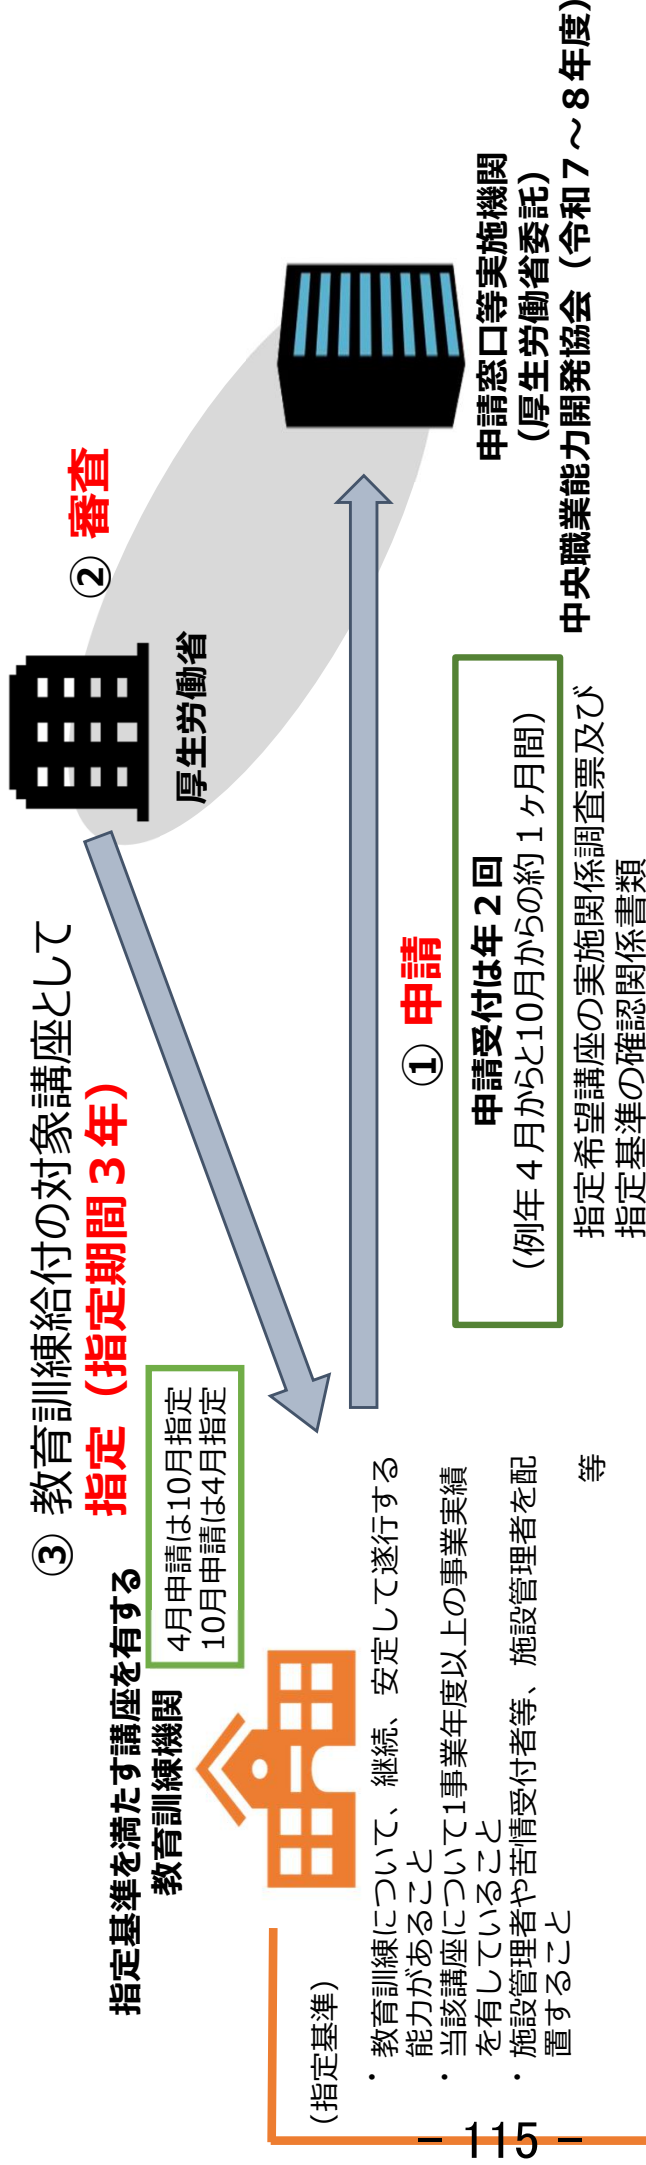 ③ 教育訓練給付の対象講座として
指定（指定期間３年）
② 審査
厚生労働省
指定基準を満たす講座を有する
教育訓練機関
4月申請は10月指定
10月申請は4月指定
① 申請
申請受付は年２回
（例年４月からと10月からの約１ヶ月間）
指定希望講座の実施関係調査票及び
指定基準の確認関係書類
申請窓口等実施機関
（厚生労働省委託）
中央職業能力開発協会（令和７～８年度）
（指定基準）
・ 教育訓練について、継続、安定して遂行する
能力があること
・ 当該講座について1事業年度以上の事業実績
を有していること
・ 施設管理者や苦情受付者等、施設管理者を配
置すること
等
- 115 -